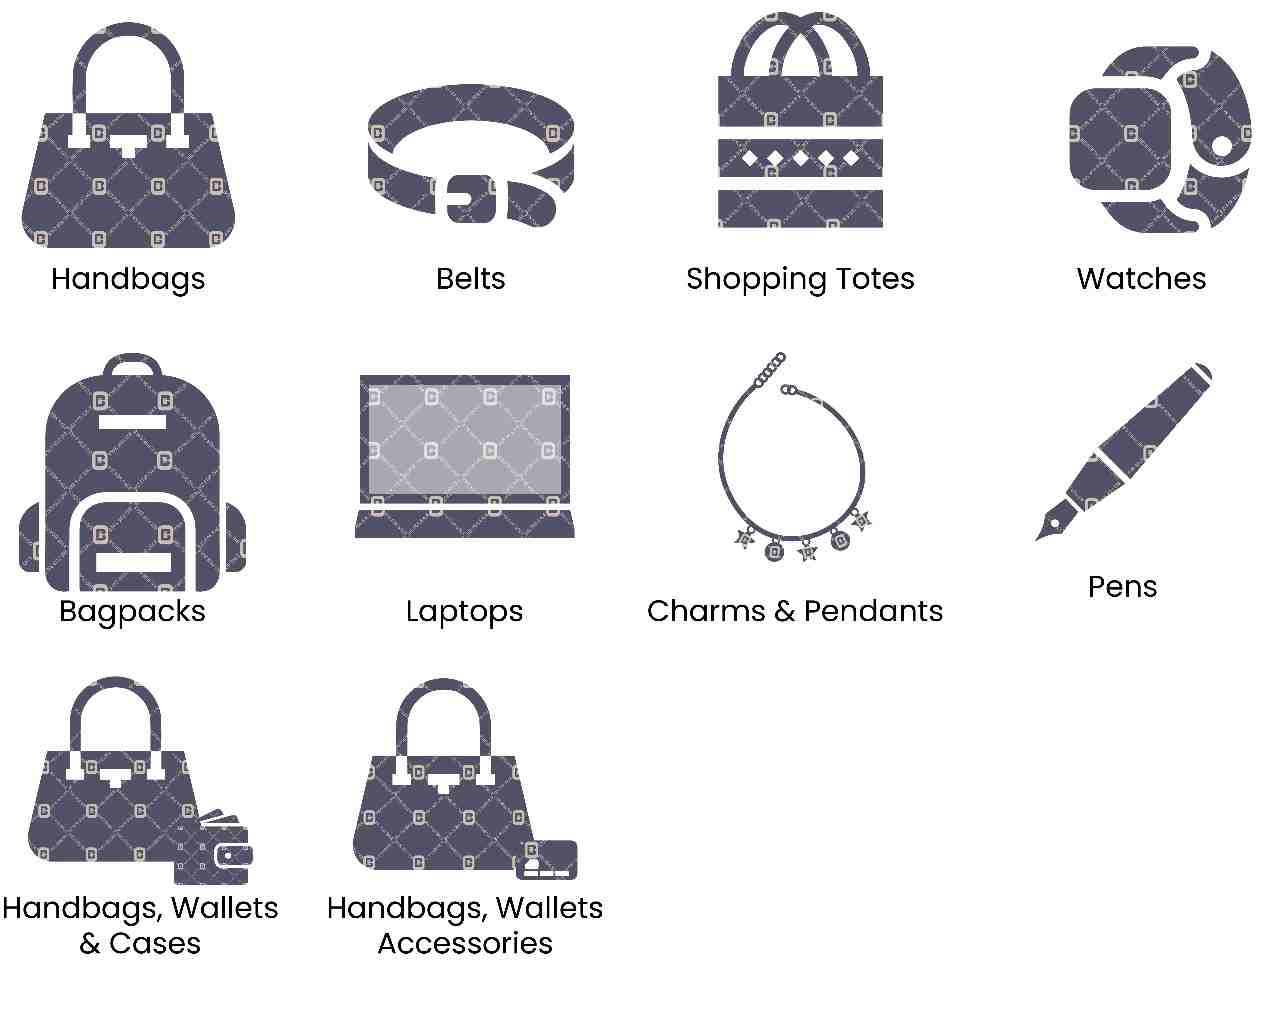 Handbags
Belts
Shopping Totes
Watches
Bagpacks
Laptops
Charms & Pendants
Pens
Handbags, Wallets
& Cases
Handbags, Wallets
Accessories